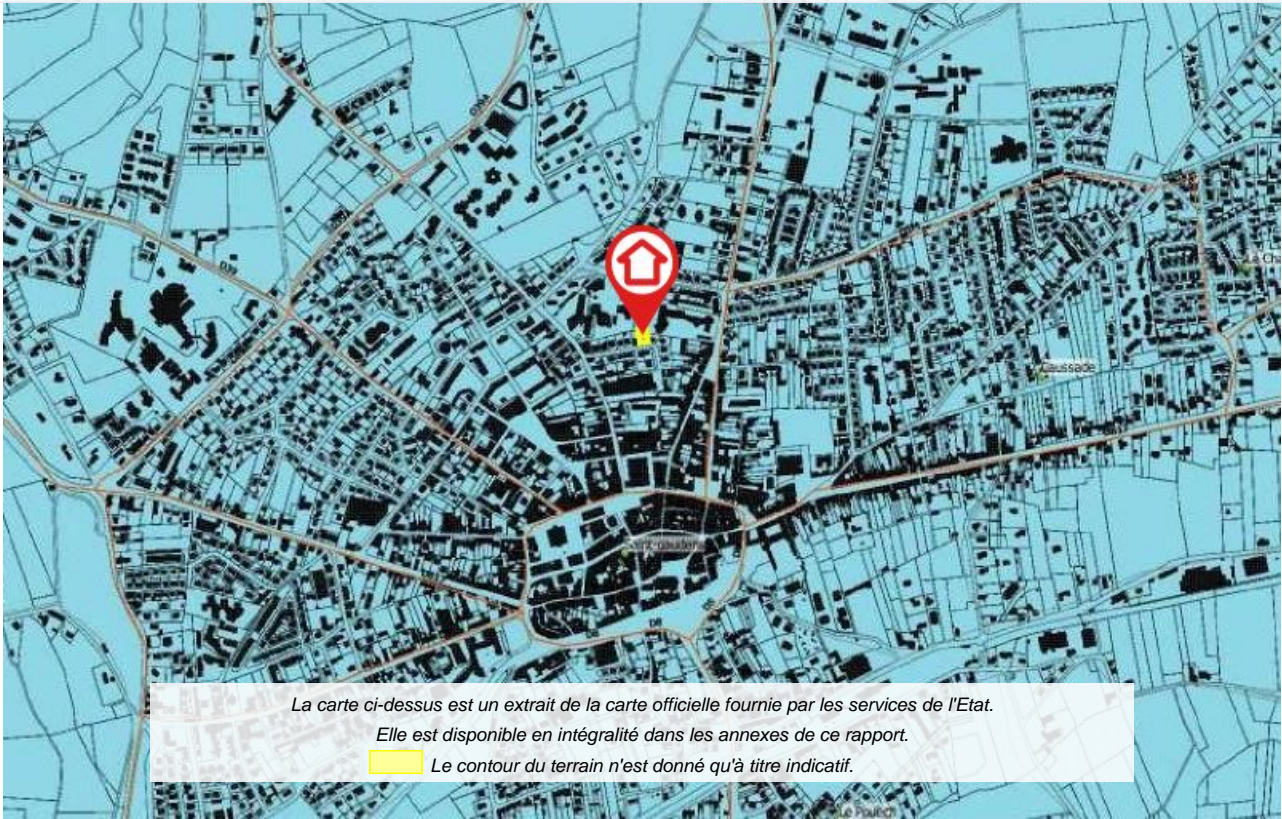 Caussade
La carte ci-dessus est un extrait de la carte officielle fournie par les services de l'Etat.
Elle est disponible en intégralité dans les annexes de ce rapport.
Le contour du terrain n'est donné qu'à titre indicatif.